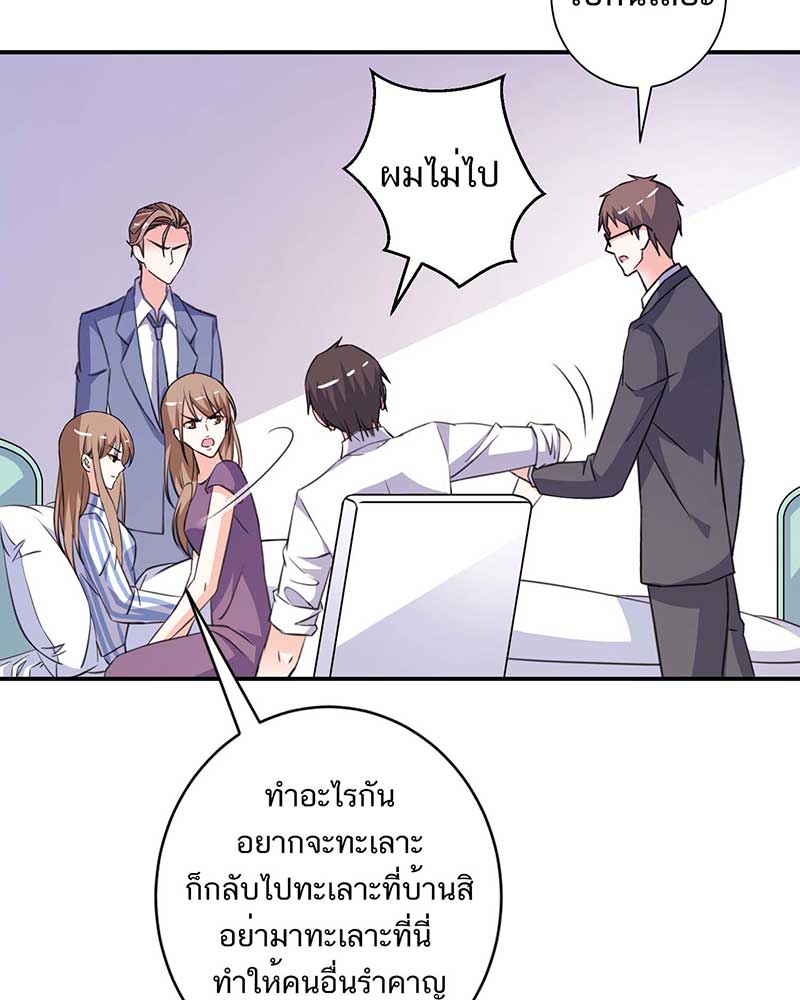 ผมไม่ไป
ทำอะไรกัน
อยากจะทะเลาะ
ก็กลับไปทะเลาะที่บ้านสิ
อย่ามาทะเลาะที่นี่
ทำให้คนอื่นรำคาญ